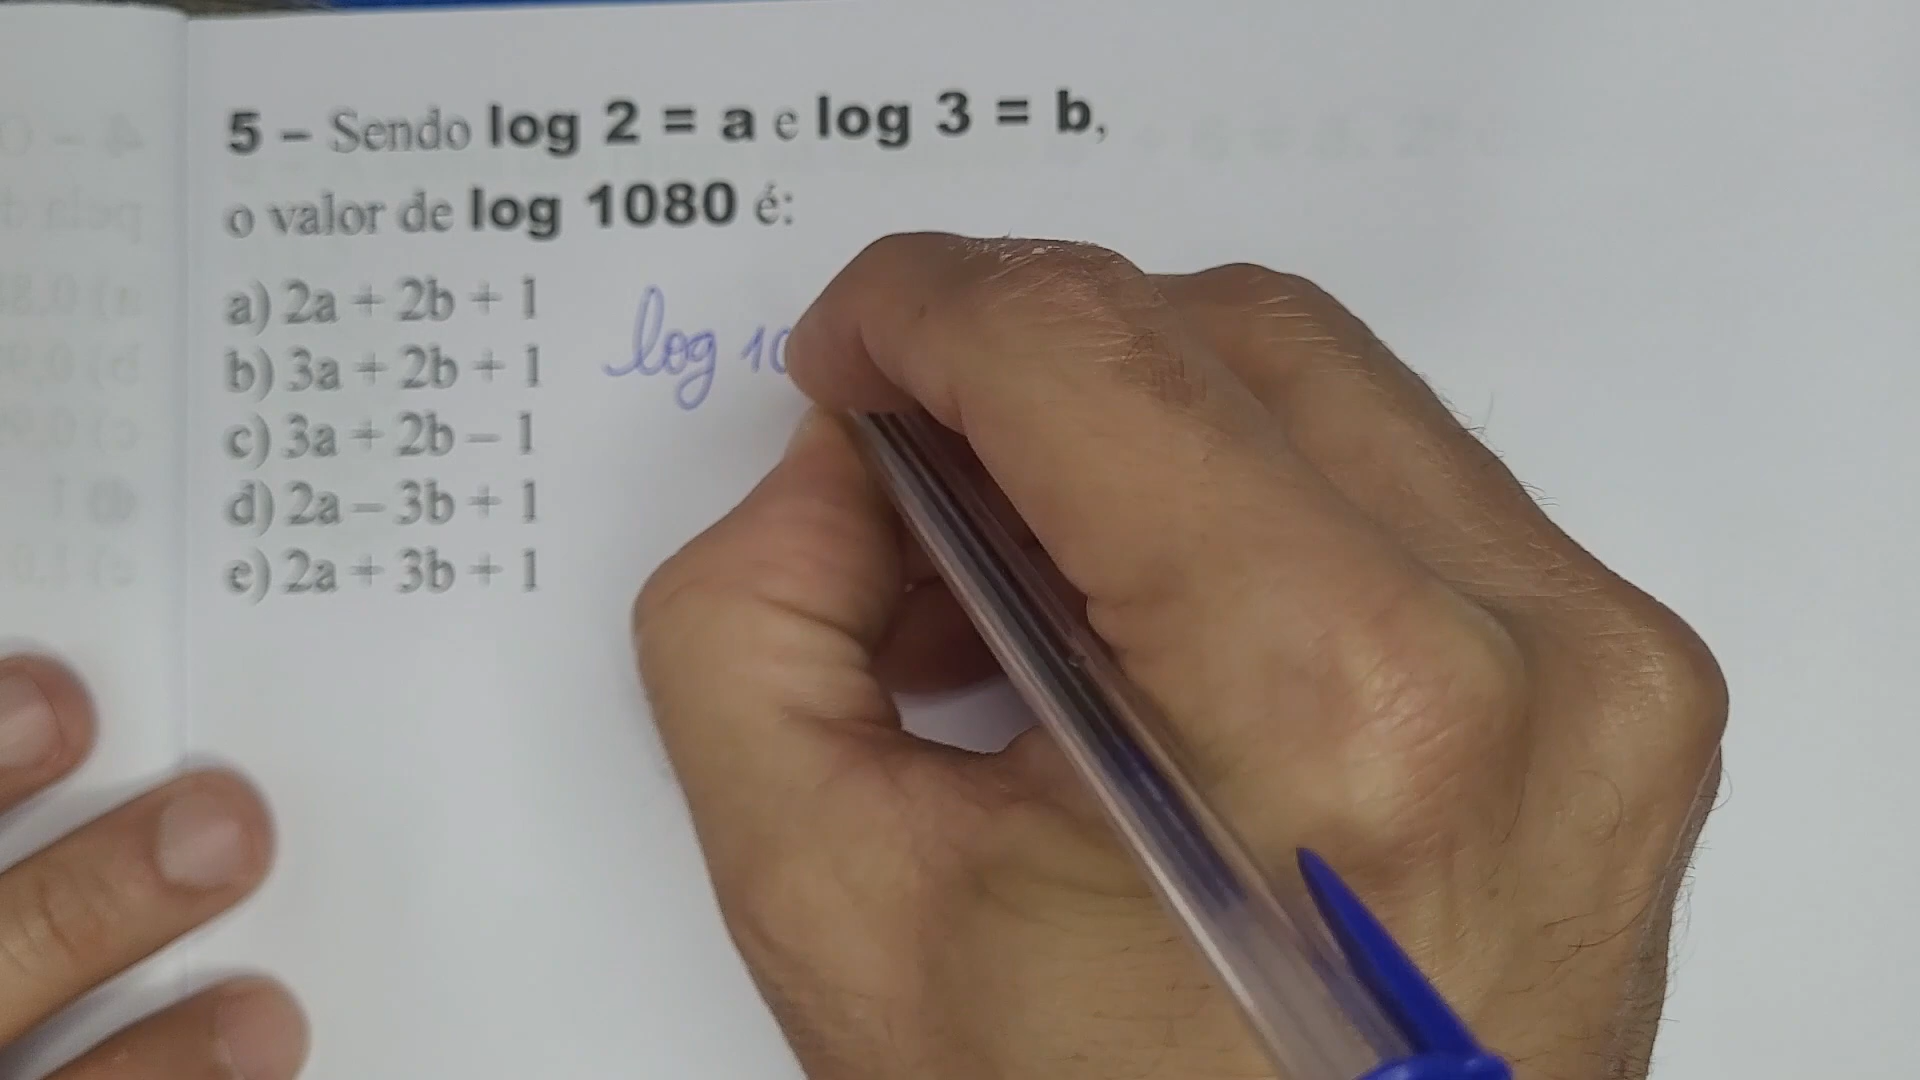 5 – Sendo log 2 = a e log 3 = b,
o valor de log 1080 é:
a) 2a + 2b + 1
b) 3a + 2b + 1
c) 3a + 2b – 1
d) 2a – 3b + 1
e) 2a + 3b + 1
log 10